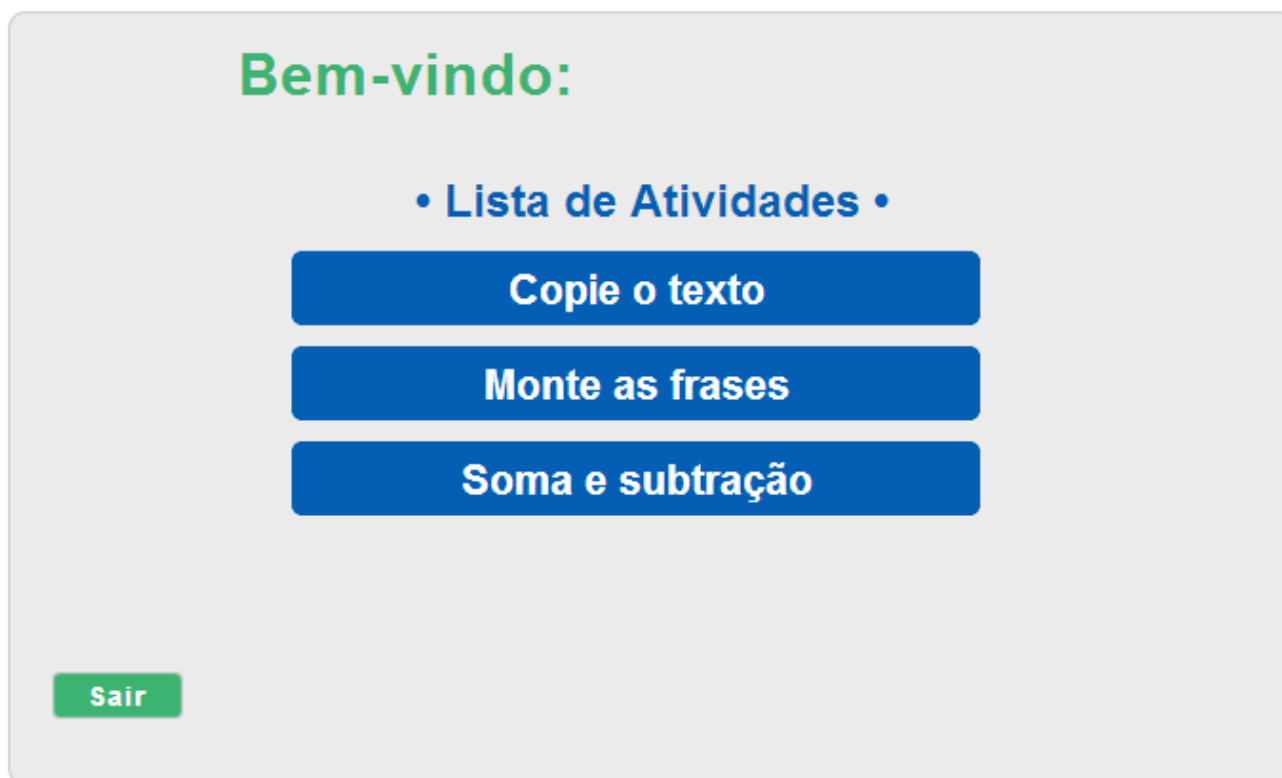 Bem-vindo:
• Lista de Atividades •
Copie o texto
Monte as frases
Soma e subtração
Sair